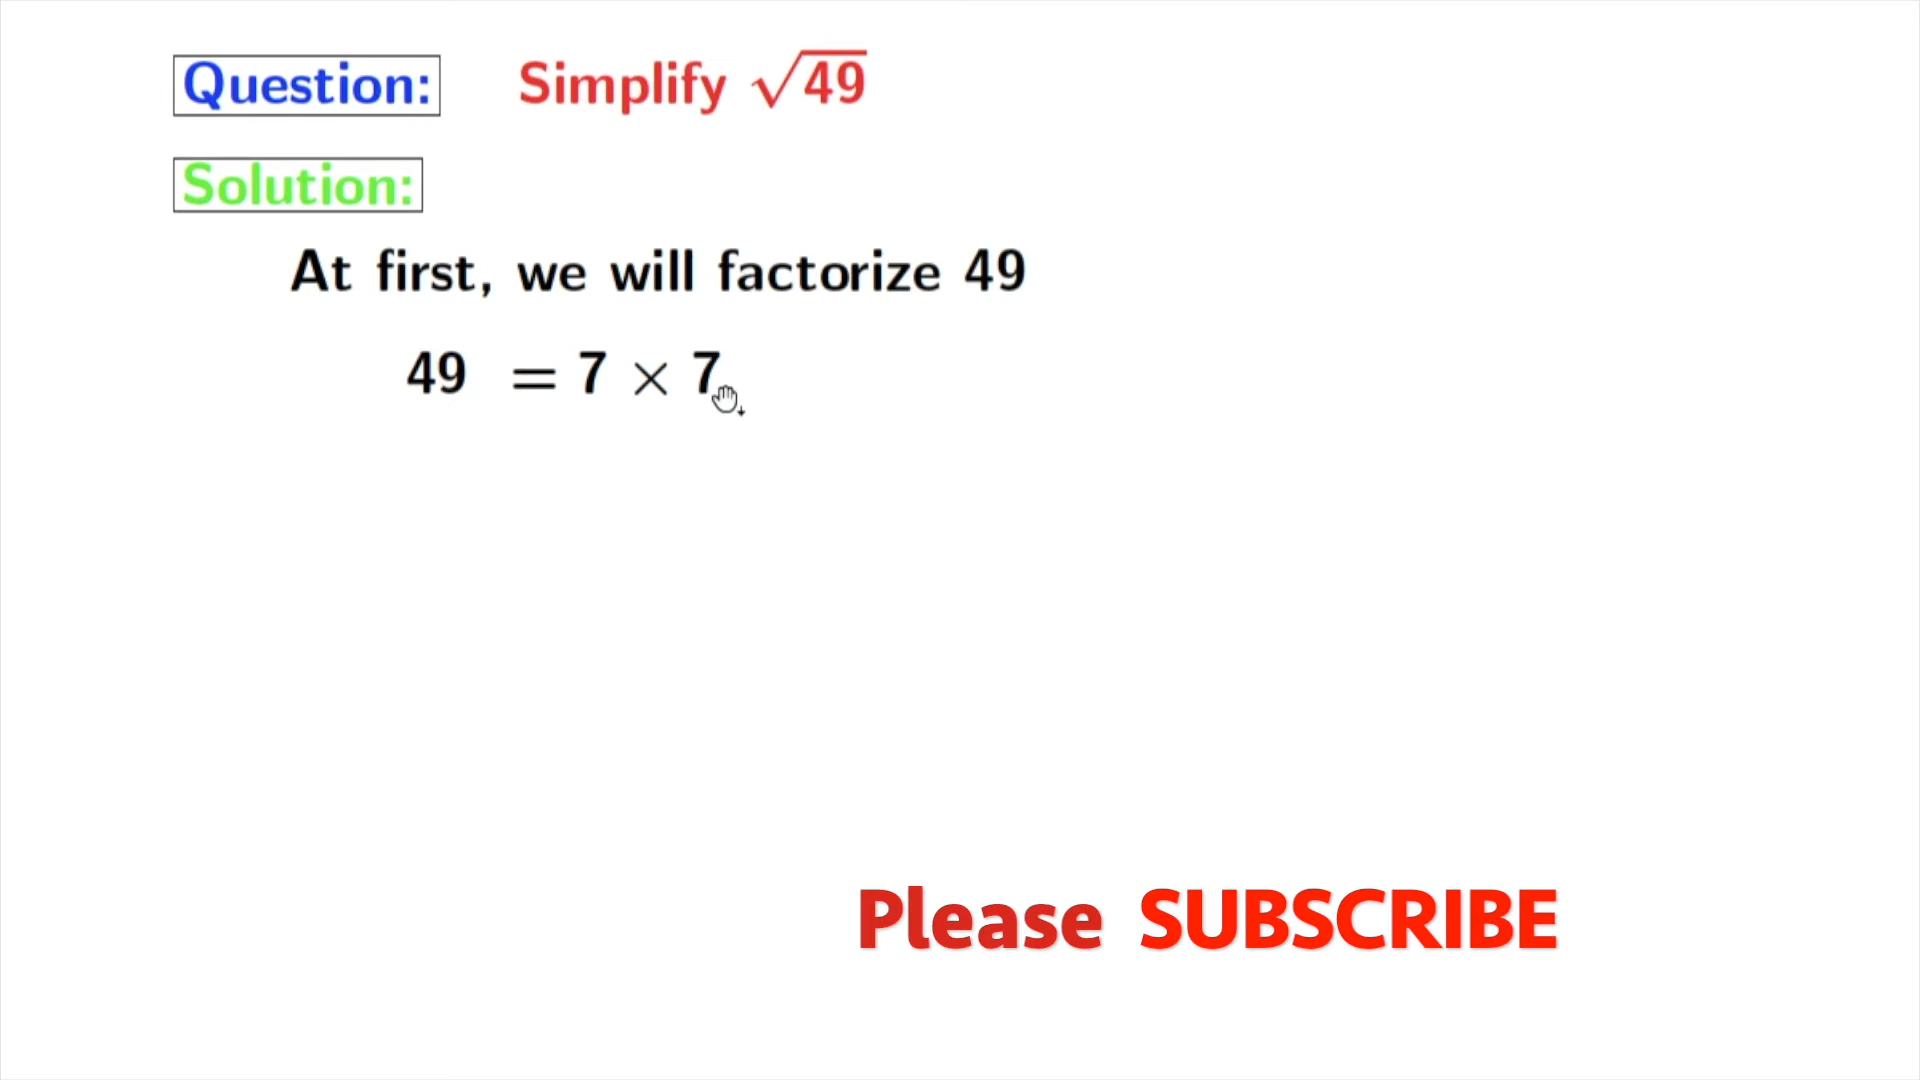 Question: Simplify √49
Solution:
At first, we will factorize 49
49 = 7 × 7
Please SUBSCRIBE